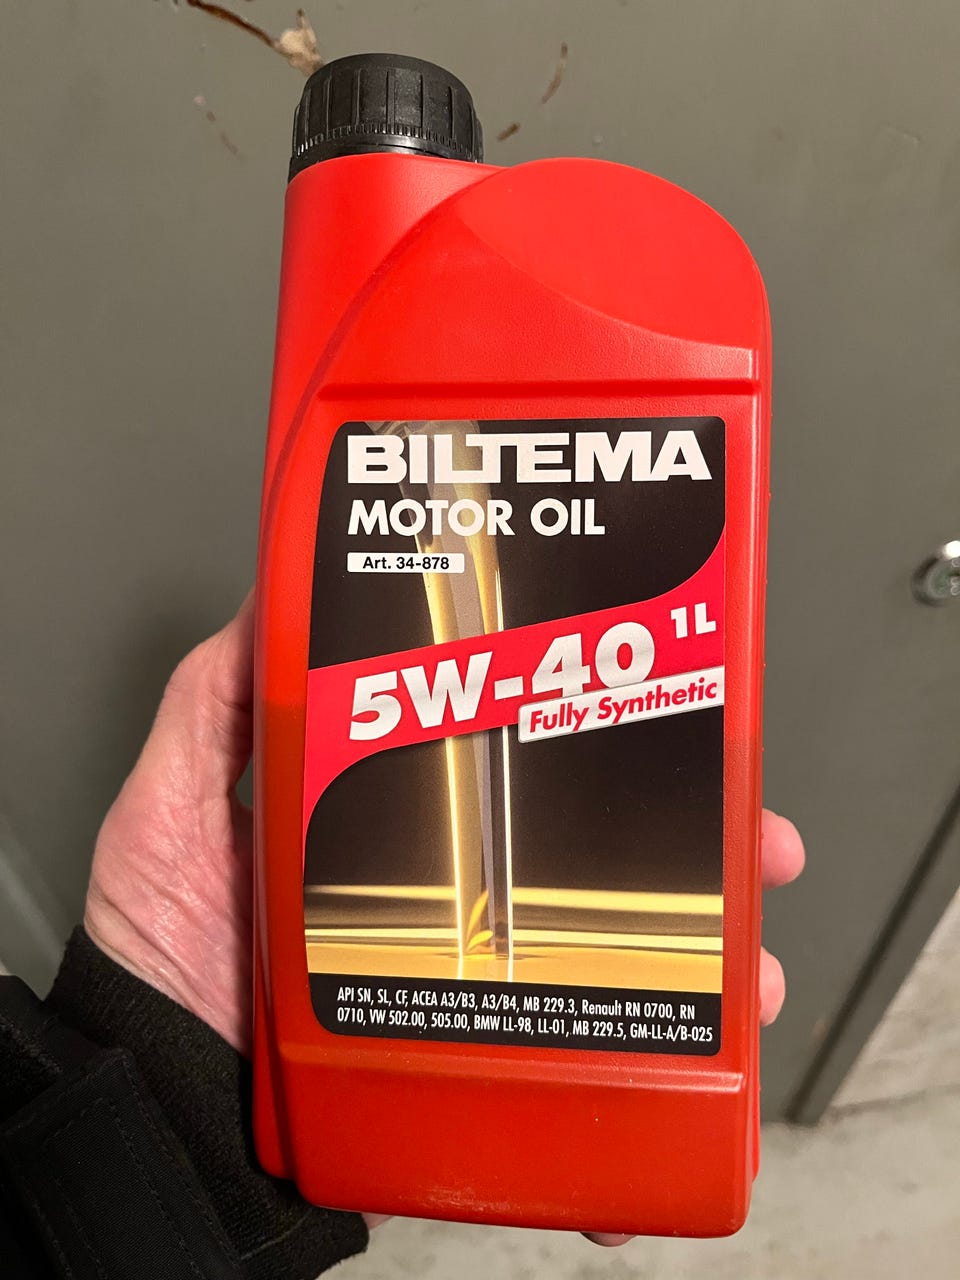 BILTEMA
MOTOR OIL
Art. 34-878
5W-40 1L
Fully Synthetic
API SN, SL, CF, ACEA A3/B3, A3/B4, MB 229.3, Renault RN 0700, RN
0710, VW 502.00, 505.00, BMW LL-98, LL-01, MB 229.5, GM-LL-A/B-025